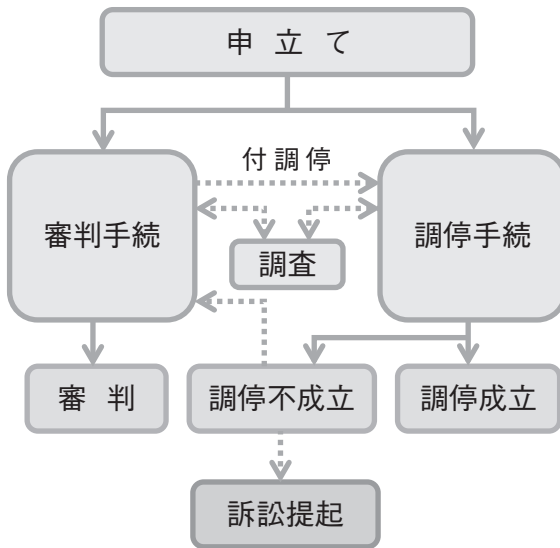 申立て
付調停
審判手続
調停手続
調査
審判
調停不成立
調停成立
訴訟提起